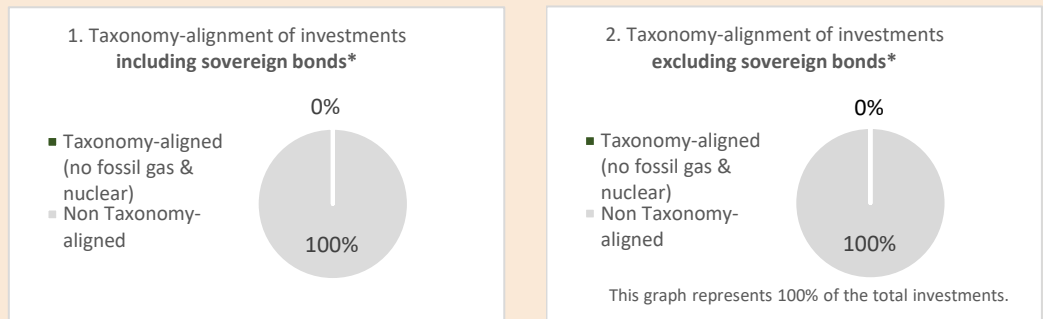 1. Taxonomy-alignment of investments
including sovereign bonds*
0%
Taxonomy-aligned
(no fossil gas &
nuclear)
Non Taxonomy-
aligned
100%
2. Taxonomy-alignment of investments
excluding sovereign bonds*
0%
Taxonomy-aligned
(no fossil gas &
nuclear)
Non Taxonomy-
aligned
100%
This graph represents 100% of the total investments.